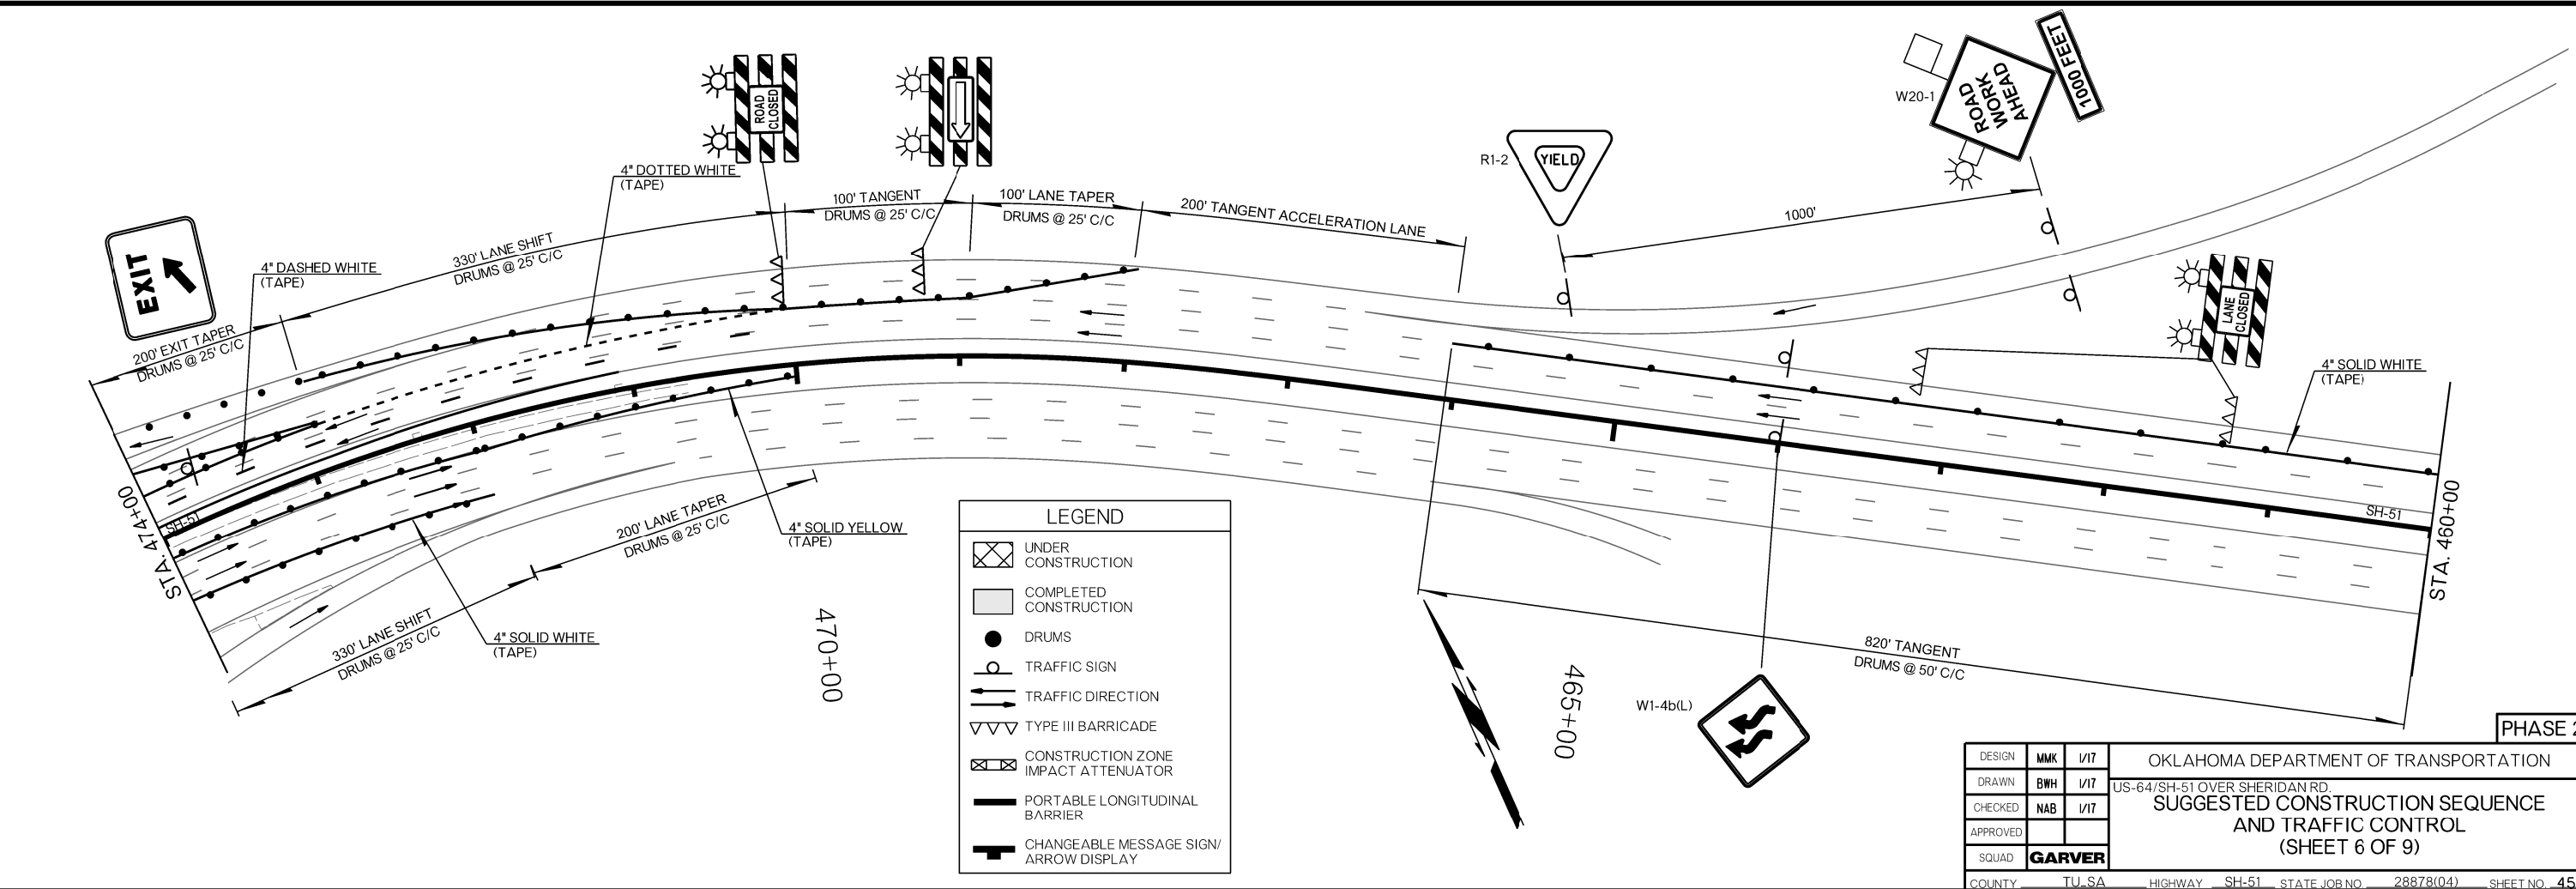 ROAD
CLOSED
4" DOTTED WHITE
(TAPE)
4" DASHED WHITE
(TAPE)
EXIT
200' EXIT TAPER
DRUMS @ 25' C/C
330' LANE SHIFT
DRUMS @ 25' C/C
100' TANGENT
DRUMS @ 25' C/C
100' LANE TAPER
DRUMS @ 25' C/C
200' TANGENT ACCELERATION LANE
R1-2
YIELD
1000'
W20-1
ROAD
WORK
AHEAD
1000 FEET
LANE
CLOSED
4" SOLID WHITE
(TAPE)
STA. 474+00
SH-51
SH-51
STA. 460+00
200' LANE TAPER
DRUMS @ 25' C/C
4" SOLID YELLOW
(TAPE)
330' LANE SHIFT
DRUMS @ 25' C/C
4" SOLID WHITE
(TAPE)
470+00
465+00
820' TANGENT
DRUMS @ 50' C/C
W1-4b(L)
LEGEND
UNDER
CONSTRUCTION
COMPLETED
CONSTRUCTION
DRUMS
TRAFFIC SIGN
TRAFFIC DIRECTION
TYPE III BARRICADE
CONSTRUCTION ZONE
IMPACT ATTENUATOR
PORTABLE LONGITUDINAL
BARRIER
CHANGEABLE MESSAGE SIGN/
ARROW DISPLAY
PHASE 2
DESIGN MMK 1/17
DRAWN BWH 1/17
CHECKED NAB 1/17
APPROVED
SQUAD GARVER
OKLAHOMA DEPARTMENT OF TRANSPORTATION
US-64/SH-51 OVER SHERIDAN RD.
SUGGESTED CONSTRUCTION SEQUENCE
AND TRAFFIC CONTROL
(SHEET 6 OF 9)
COUNTY TULSA HIGHWAY SH-51 STATE JOB NO. 28878(04) SHEET NO. 45